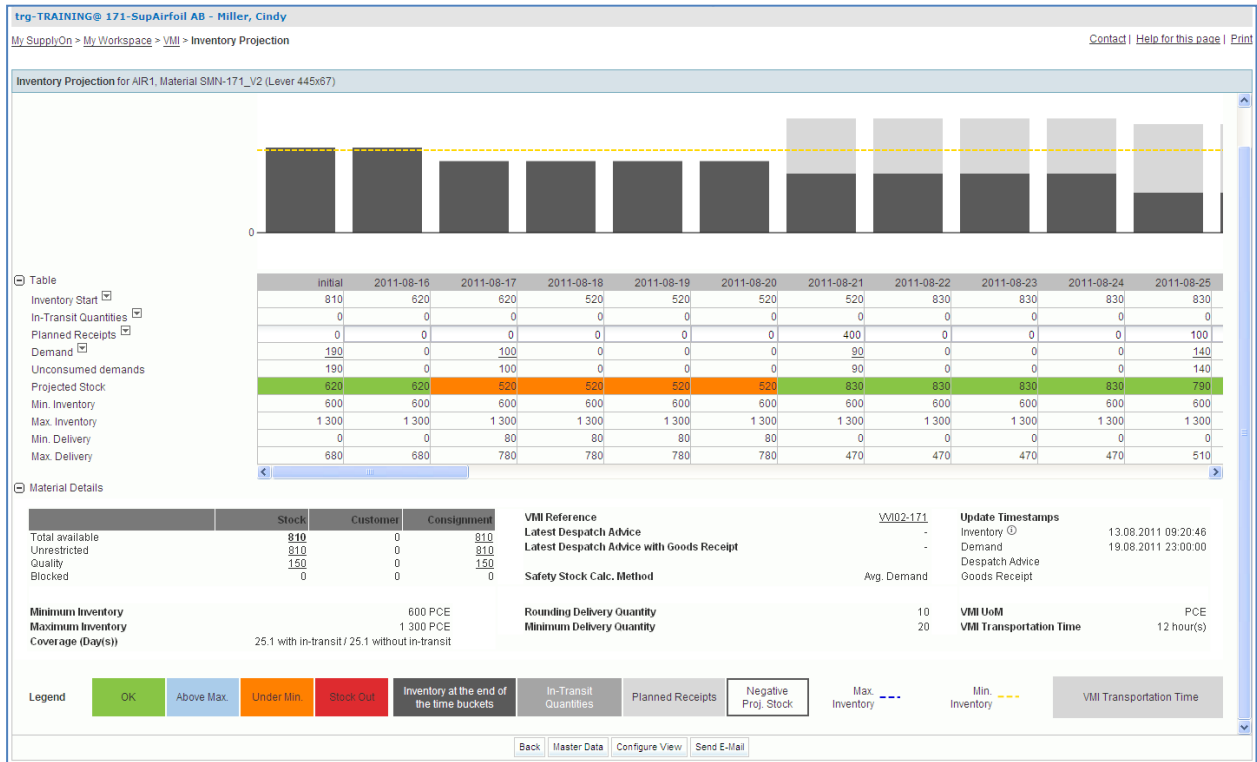 trg-TRAINING@ 171-SupAirfoil AB - Miller, Cindy
My SupplyOn > My Workspace > VMI > Inventory Projection Contact | Help for this page | Print
Inventory Projection for AIR1, Material SMN-171_V2 (Lever 445x67)
0
Table initial 2011-08-16 2011-08-17 2011-08-18 2011-08-19 2011-08-20 2011-08-21 2011-08-22 2011-08-23 2011-08-24 2011-08-25
Inventory Start 810 620 620 520 520 520 520 830 830 830 830
In-Transit Quantities 0 0 0 0 0 0 0 0 0 0 0
Planned Receipts 0 0 0 0 0 0 400 0 0 0 100
Demand 190 0 100 0 0 0 90 0 0 0 140
Unconsumed demands 190 0 100 0 0 0 90 0 0 0 140
Projected Stock 620 620 520 520 520 520 830 830 830 830 790
Min. Inventory 600 600 600 600 600 600 600 600 600 600 600
Max. Inventory 1 300 1 300 1 300 1 300 1 300 1 300 1 300 1 300 1 300 1 300 1 300
Min. Delivery 0 0 80 80 80 80 0 0 0 0 0
Max. Delivery 680 680 780 780 780 780 470 470 470 470 510
Material Details
Stock Customer Consignment VMI Reference VVI02-171 Update Timestamps
Total available 810 0 810 Latest Despatch Advice - Inventory 13.08.2011 09:20:46
Unrestricted 810 0 810 Latest Despatch Advice with Goods Receipt - Demand 19.08.2011 23:00:00
Quality 150 0 150 Despatch Advice
Blocked 0 0 0 Safety Stock Calc. Method Avg. Demand Goods Receipt
Minimum Inventory 600 PCE Rounding Delivery Quantity 10 VMI UoM PCE
Maximum Inventory 1 300 PCE Minimum Delivery Quantity 20 VMI Transportation Time 12 hour(s)
Coverage (Day(s)) 25.1 with in-transit / 25.1 without in-transit
Legend OK Above Max. Under Min. Stock Out Inventory at the end of the time buckets In-Transit Quantities Planned Receipts Negative Proj. Stock Max. Inventory Min. Inventory VMI Transportation Time
Back Master Data Configure View Send E-Mail